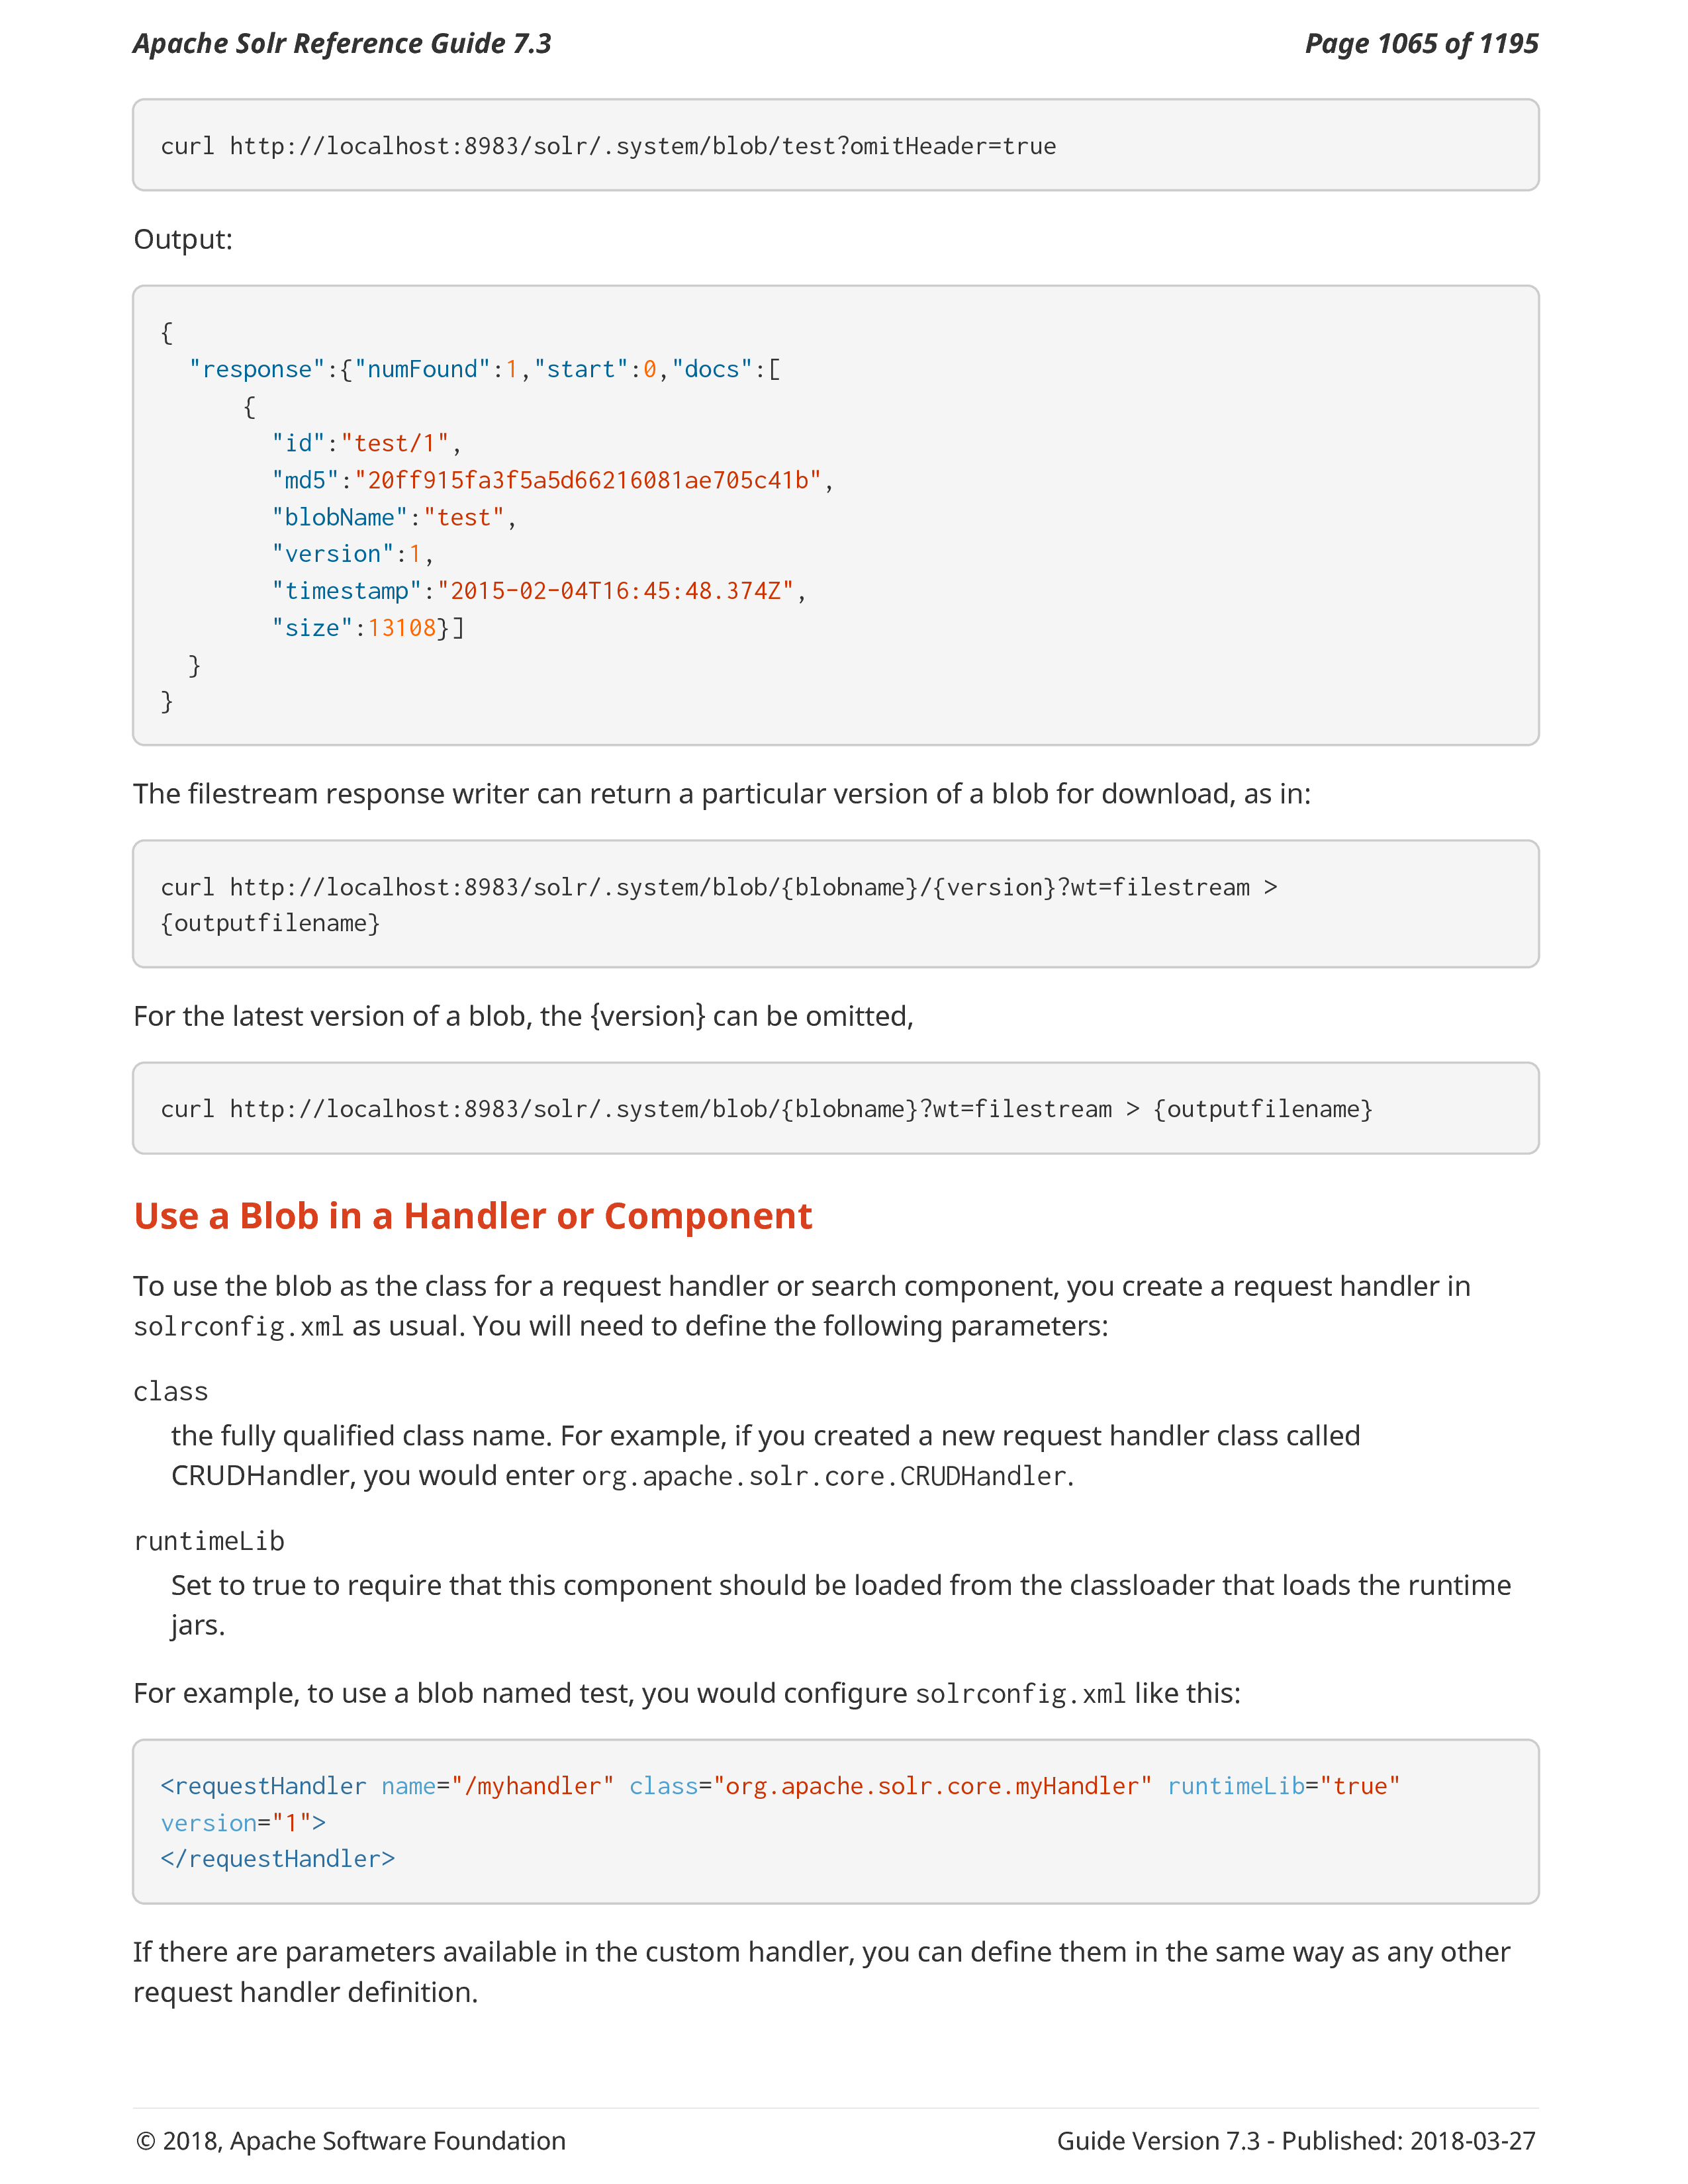 Apache Solr Reference Guide 7.3 Page 1065 of 1195
curl http://localhost:8983/solr/.system/blob/test?omitHeader=true
Output:
{
  "response":{"numFound":1,"start":0,"docs":[
      {
        "id":"test/1",
        "md5":"20ff915fa3f5a5d66216081ae705c41b",
        "blobName":"test",
        "version":1,
        "timestamp":"2015-02-04T16:45:48.374Z",
        "size":13108}]
  }
}
The filestream response writer can return a particular version of a blob for download, as in:
curl http://localhost:8983/solr/.system/blob/{blobname}/{version}?wt=filestream >
{outputfilename}
For the latest version of a blob, the {version} can be omitted,
curl http://localhost:8983/solr/.system/blob/{blobname}?wt=filestream > {outputfilename}
Use a Blob in a Handler or Component
To use the blob as the class for a request handler or search component, you create a request handler in
solrconfig.xml as usual. You will need to define the following parameters:
class
the fully qualified class name. For example, if you created a new request handler class called
CRUDHandler, you would enter org.apache.solr.core.CRUDHandler.
runtimeLib
Set to true to require that this component should be loaded from the classloader that loads the runtime
jars.
For example, to use a blob named test, you would configure solrconfig.xml like this:
<requestHandler name="/myhandler" class="org.apache.solr.core.myHandler" runtimeLib="true"
version="1">
</requestHandler>
If there are parameters available in the custom handler, you can define them in the same way as any other
request handler definition.
© 2018, Apache Software Foundation Guide Version 7.3 - Published: 2018-03-27